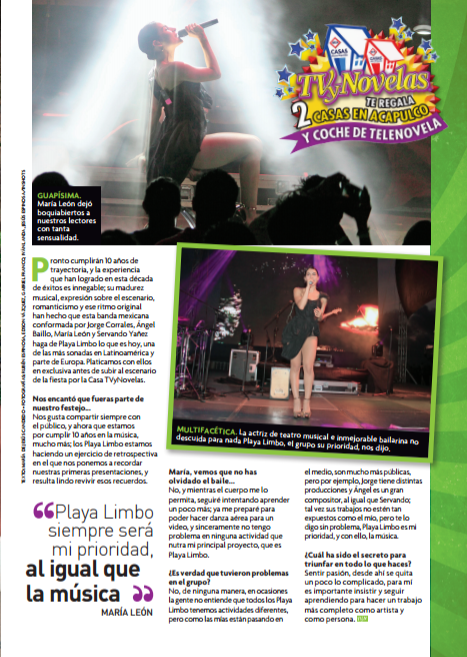 CASAS
CASAS
TVyNovelas
TE REGALA
2 CASAS EN ACAPULCO
Y COCHE DE TELENOVELA
GUAPÍSIMA.
María León dejó
boquiabiertos a
nuestros lectores
con tanta
sensualidad.
Pronto cumplirán 10 años de
trayectoria, y la experiencia
que han logrado en esta década
de éxitos es innegable; su madurez
musical, expresión sobre el escenario,
romanticismo y ese ritmo original
han hecho que esta banda mexicana
conformada por Jorge Corrales, Ángel
Baillo, María León y Servando Yañez
haga de Playa Limbo lo que es hoy, una
de las más sonadas en Latinoamérica y
parte de Europa. Platicamos con ellos
en exclusiva antes de subir al escenario
de la fiesta por la Casa TVyNovelas.
Nos encantó que fueras parte de
nuestro festejo...
Nos gusta compartir siempre con
el público, y ahora que estamos
por cumplir 10 años en la música,
mucho más; los Playa Limbo estamos
haciendo un ejercicio de retrospectiva
en el que nos ponemos a recordar
nuestras primeras presentaciones, y
resulta lindo revivir esos recuerdos.
“Playa Limbo
siempre será
mi prioridad,
al igual que
la música”
MARÍA LEÓN
MULTIFACÉTICA. La actriz de teatro musical e inmejorable bailarina no
descuida para nada Playa Limbo, el grupo su prioridad, nos dijo.
María, vemos que no has
olvidado el baile...
No, y mientras el cuerpo me lo
permita, seguiré intentando aprender
un poco más; ya me preparé para
poder hacer danza aérea para un
video, y sinceramente no tengo
problema en ninguna actividad que
nutra mi principal proyecto, que es
Playa Limbo.
¿Es verdad que tuvieron problemas
en el grupo?
No, de ninguna manera, en ocasiones
la gente no entiende que todos los Playa
Limbo tenemos actividades diferentes,
pero como las mías están pasando en
el medio, son mucho más públicas,
pero por ejemplo, Jorge tiene distintas
producciones y Ángel es un gran
compositor, al igual que Servando;
tal vez sus trabajos no estén tan
expuestos como el mío, pero te lo
digo sin problema, Playa Limbo es mi
prioridad, y con ello, la música.
¿Cuál ha sido el secreto para
triunfar en todo lo que haces?
Sentir pasión, desde ahí se quita
un poco lo complicado, para mí
es importante insistir y seguir
aprendiendo para hacer un trabajo
más completo como artista y
como persona.